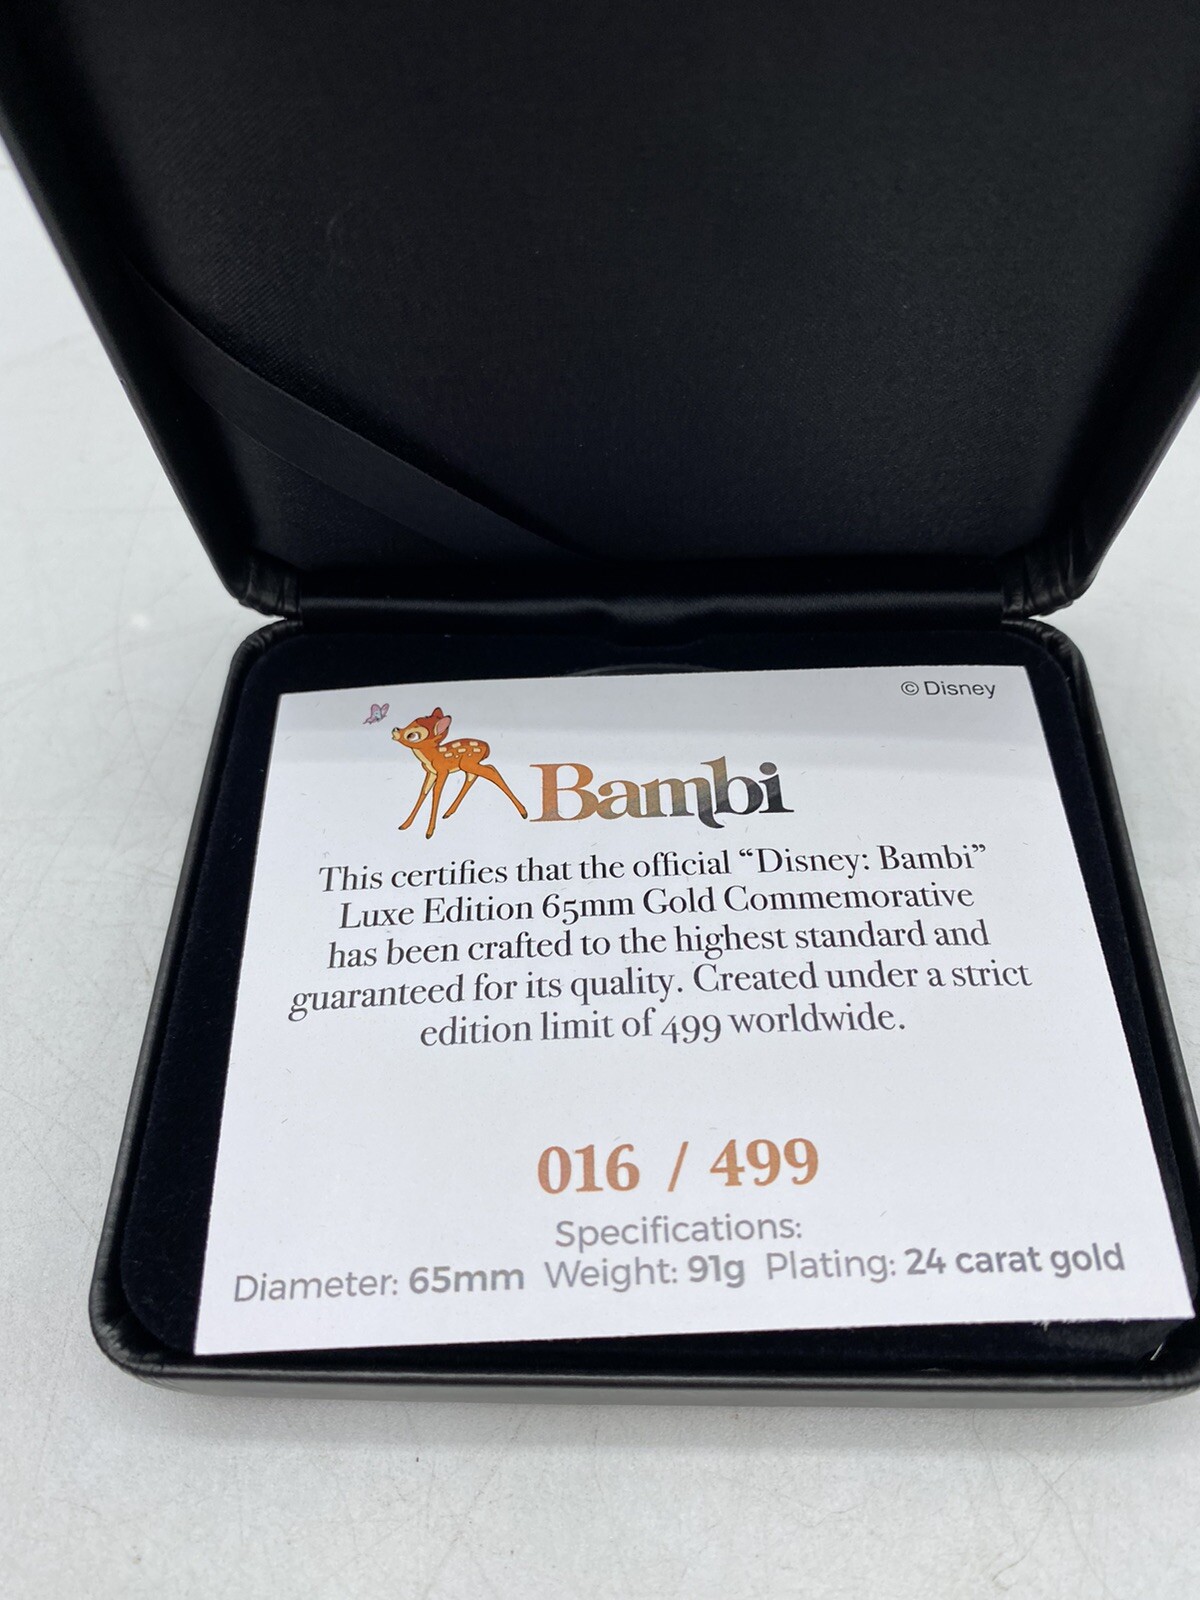 © Disney
Bambi
This certifies that the official “Disney: Bambi”
Luxe Edition 65mm Gold Commemorative
has been crafted to the highest standard and
guaranteed for its quality. Created under a strict
edition limit of 499 worldwide.
016 / 499
Specifications:
Diameter: 65mm Weight: 91g Plating: 24 carat gold